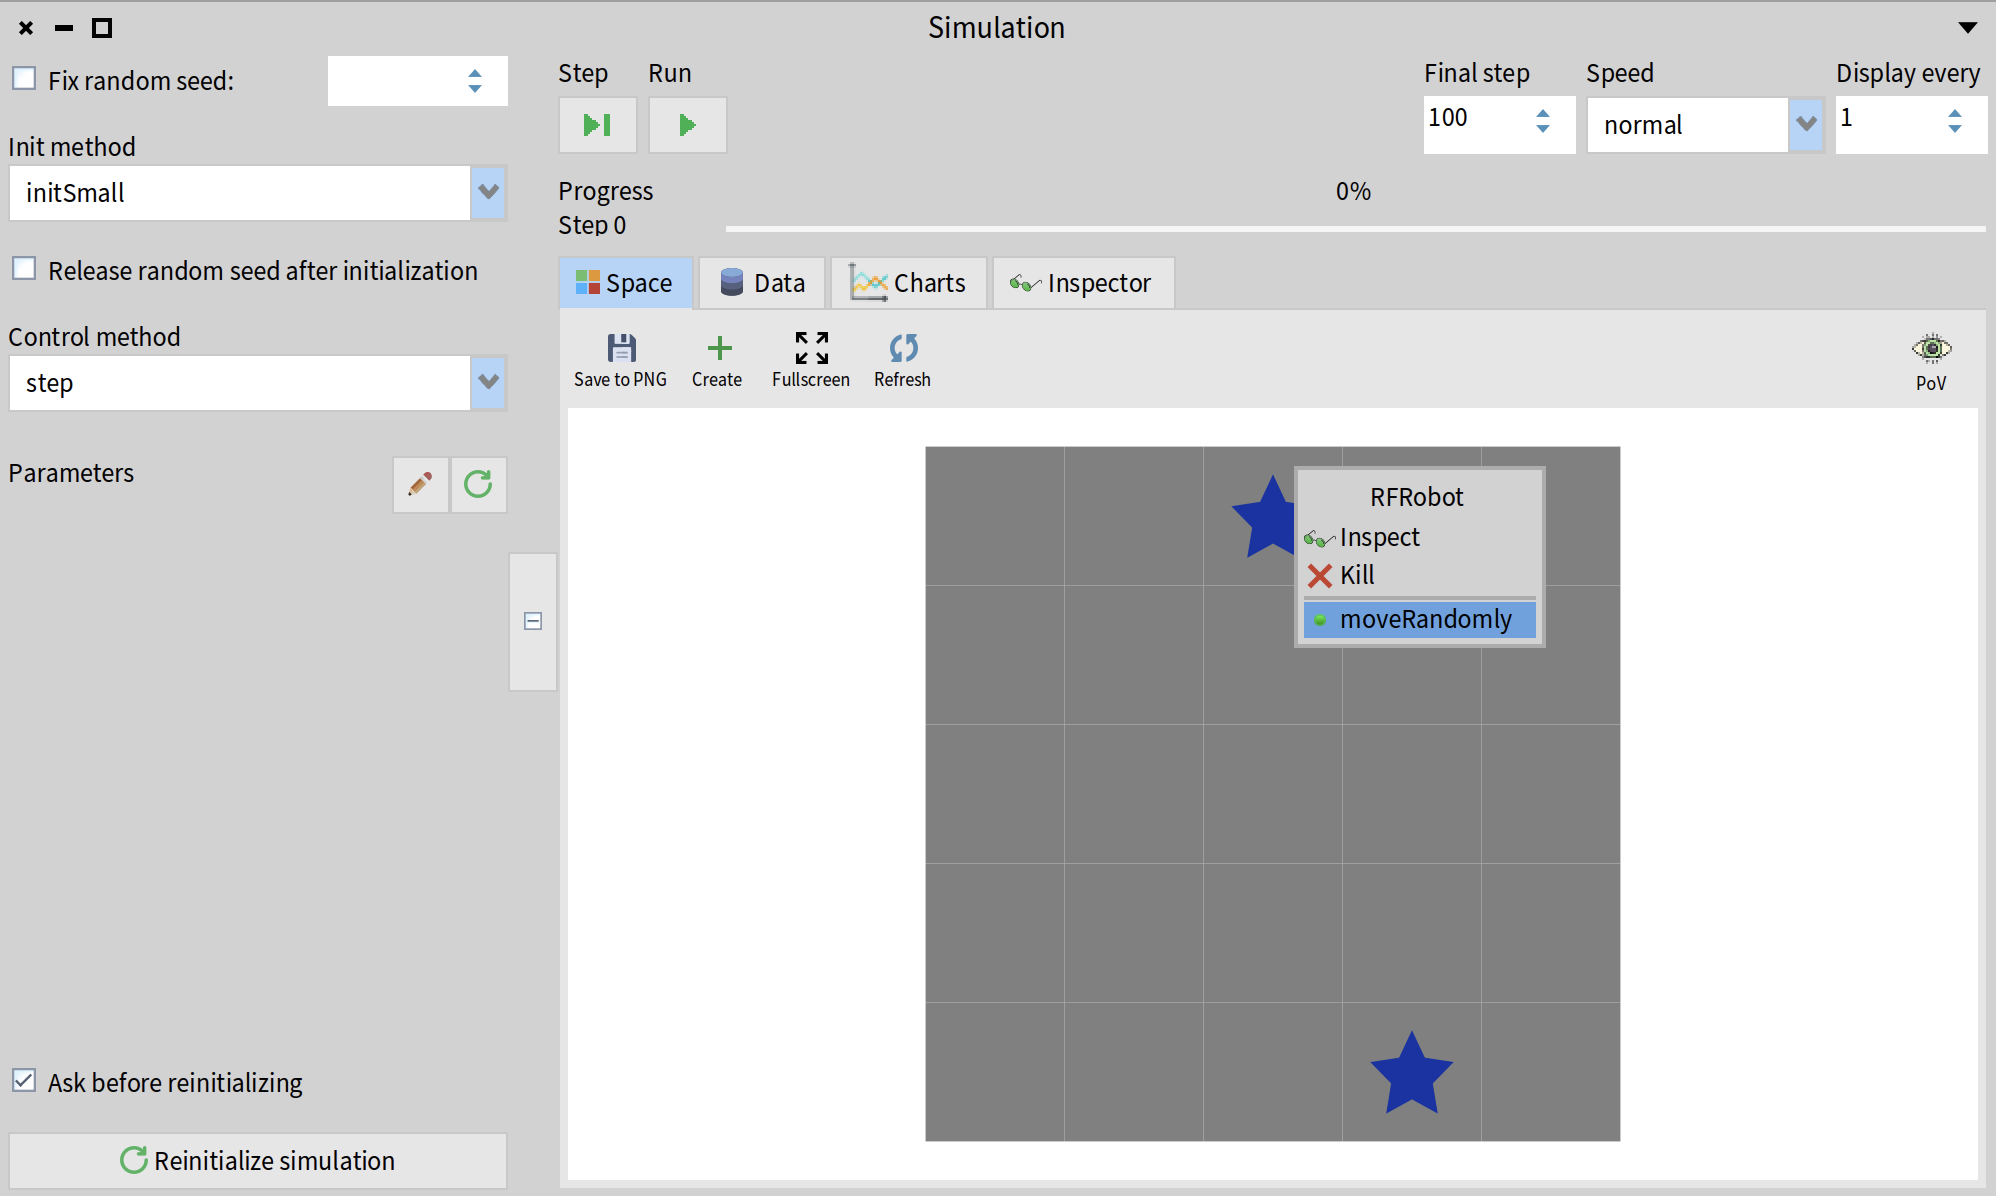 Simulation
Fix random seed:
Init method
initSmall
Release random seed after initialization
Control method
step
Parameters
Ask before reinitializing
Reinitialize simulation
Step Run
Final step Speed Display every
100 normal 1
Progress 0%
Step 0
Space Data Charts Inspector
Save to PNG Create Fullscreen Refresh PoV
RFRobot
Inspect
Kill
moveRandomly